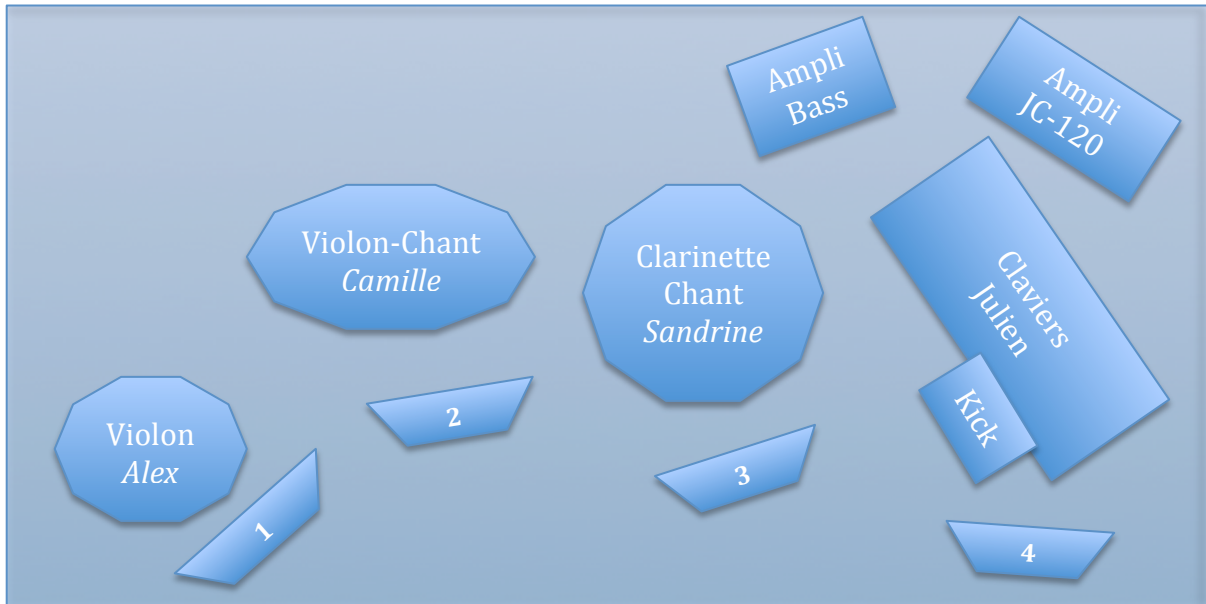 Ampli
Bass
Ampli
JC-120
Violon-Chant
Camille
Clarinette
Chant
Sandrine
Claviers
Julien
Kick
Violon
Alex
1
2
3
4